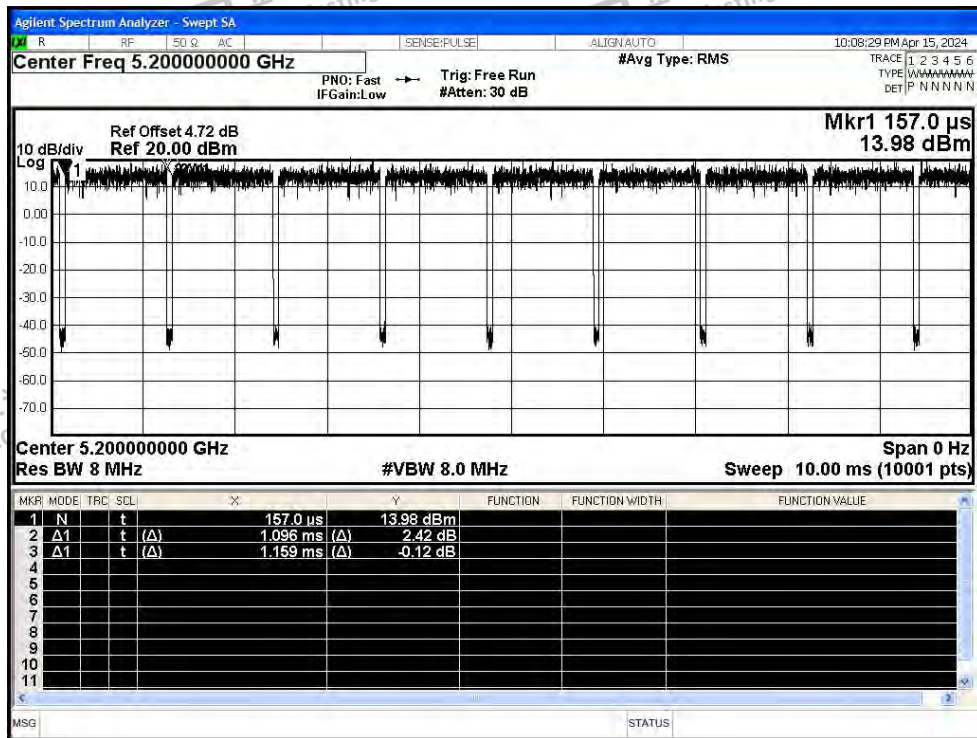 Agilent Spectrum Analyzer - Swept SA
R RF 50 Ω AC SENSE:PULSE ALIGN AUTO 10:08:29 PM Apr 15, 2024
Center Freq 5.200000000 GHz
#Avg Type: RMS
TRACE 1 2 3 4 5 6
PNO: Fast Trig: Free Run
TYPE WWWWWW
IFGain:Low #Atten: 30 dB
DET P N N N N N
Mkr1 157.0 µs
Ref Offset 4.72 dB
10 dB/div Ref 20.00 dBm 13.98 dBm
Log
1
10.0
0.00
-10.0
-20.0
-30.0
-40.0
-50.0
-60.0
-70.0
Center 5.200000000 GHz Span 0 Hz
Res BW 8 MHz #VBW 8.0 MHz Sweep 10.00 ms (10001 pts)
MKR MODE TRC SCL X Y FUNCTION FUNCTION WIDTH FUNCTION VALUE
1 N t 157.0 µs 13.98 dBm
2 Δ1 t (Δ) 1.096 ms (Δ) 2.42 dB
3 Δ1 t (Δ) 1.159 ms (Δ) -0.12 dB
4
5
6
7
8
9
10
11
MSG STATUS